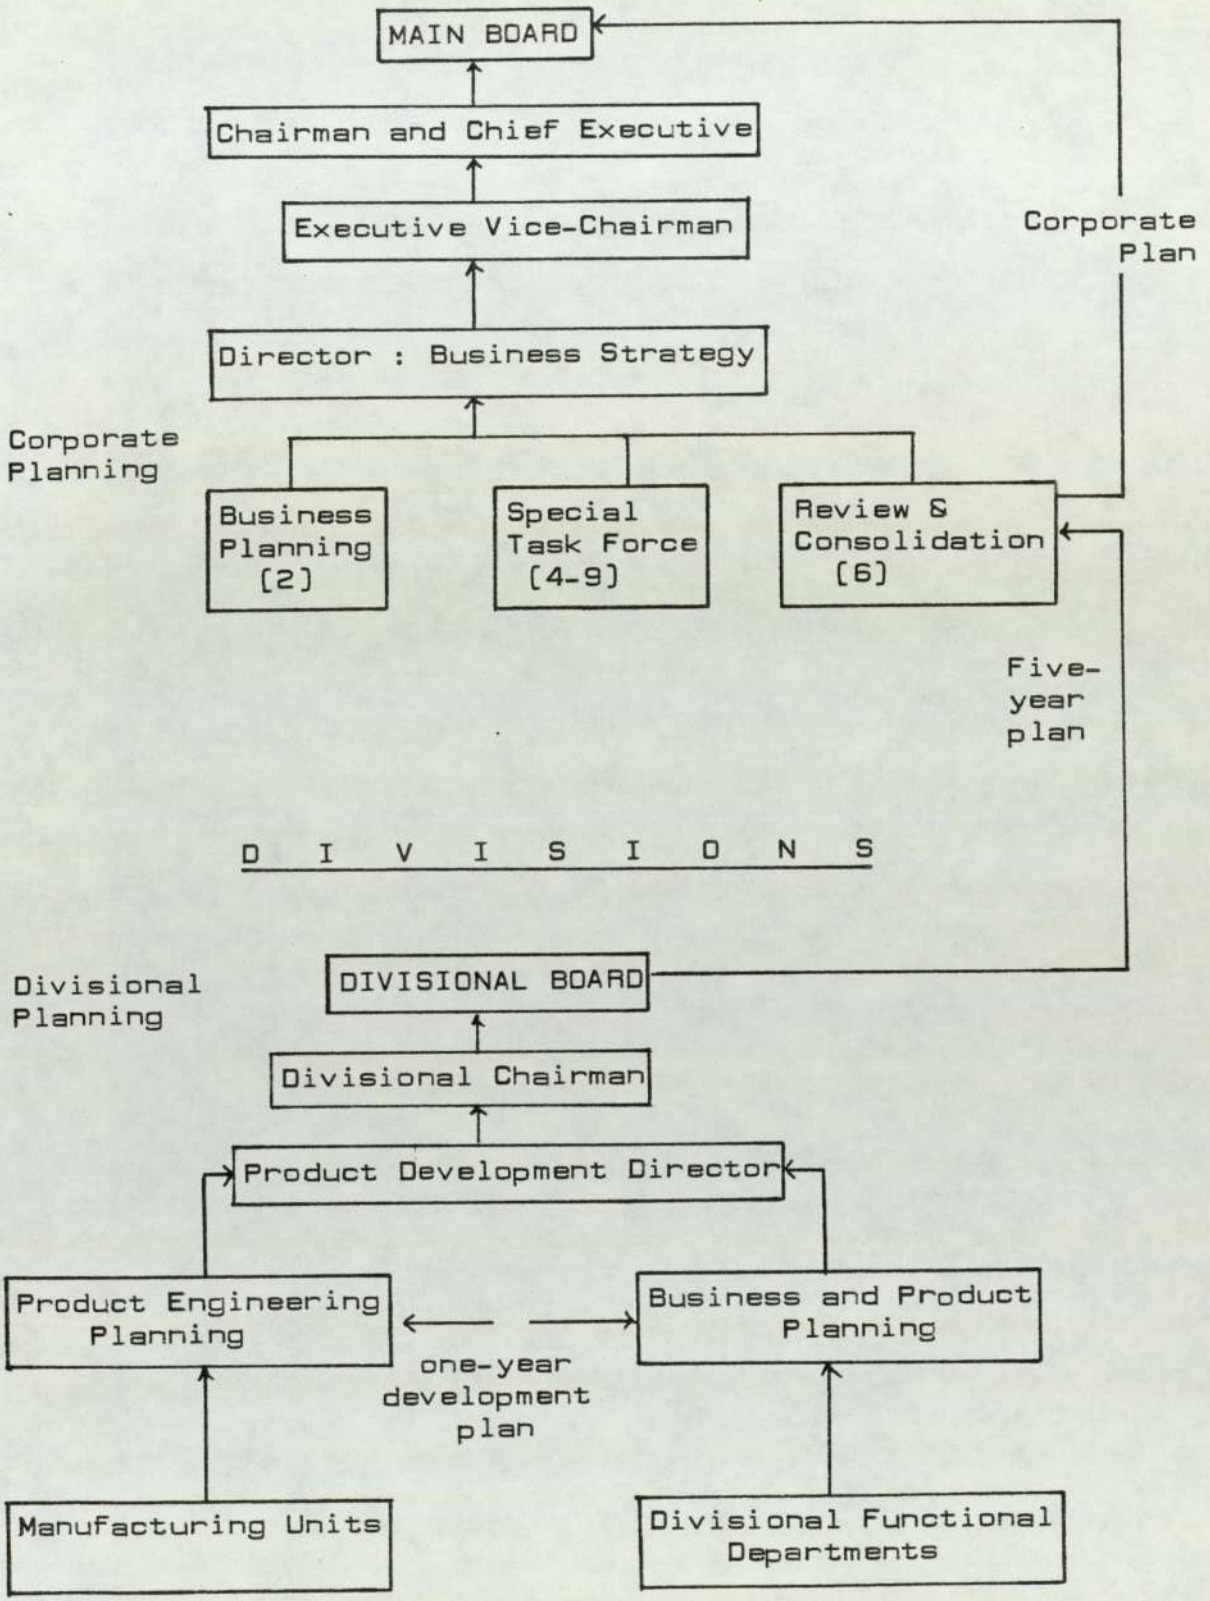 MAIN BOARD
Chairman and Chief Executive
Executive Vice-Chairman
Corporate
Plan
Director : Business Strategy
Corporate
Planning
Business
Planning
[2]
Special
Task Force
[4-9]
Review &
Consolidation
[6]
Five-
year
plan
D I V I S I O N S
Divisional
Planning
DIVISIONAL BOARD
Divisional Chairman
Product Development Director
Product Engineering
Planning
Business and Product
Planning
one-year
development
plan
Manufacturing Units
Divisional Functional
Departments